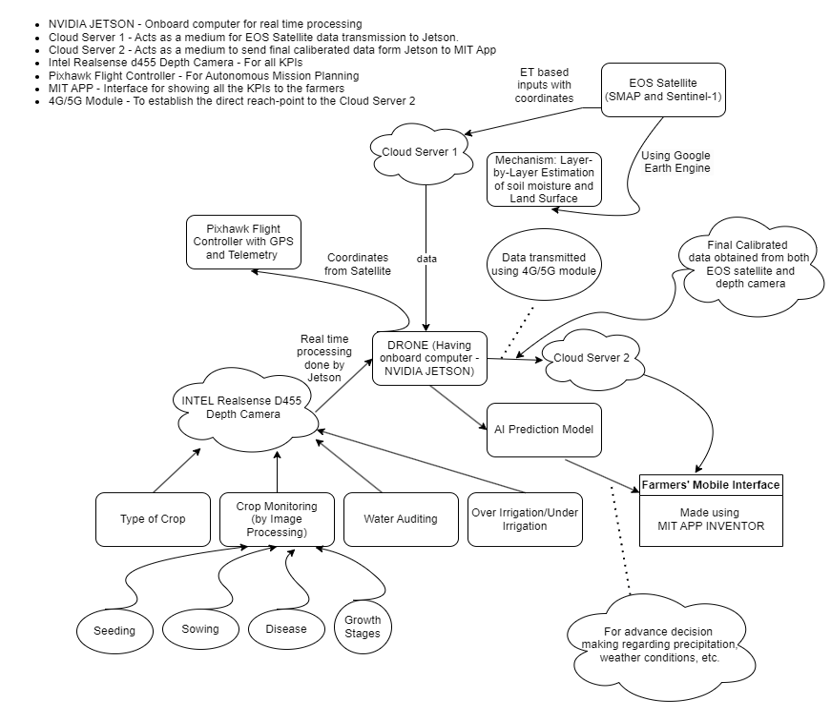 • NVIDIA JETSON - Onboard computer for real time processing
• Cloud Server 1 - Acts as a medium for EOS Satellite data transmission to Jetson.
• Cloud Server 2 - Acts as a medium to send final caliberated data form Jetson to MIT App
• Intel Realsense d455 Depth Camera - For all KPIs
• Pixhawk Flight Controller - For Autonomous Mission Planning
• MIT APP - Interface for showing all the KPIs to the farmers
• 4G/5G Module - To establish the direct reach-point to the Cloud Server 2
ET based
inputs with
coordinates
EOS Satellite
(SMAP and Sentinel-1)
Cloud Server 1
Mechanism: Layer-
by-Layer Estimation
of soil moisture and
Land Surface
Using Google
Earth Engine
Pixhawk Flight
Controller with GPS
and Telemetry
Coordinates
from Satellite
data
Data transmitted
using 4G/5G module
Final Calibrated
data obtained from both
EOS satellite and
depth camera
Real time
processing
done by
Jetson
DRONE (Having
onboard computer -
NVIDIA JETSON)
Cloud Server 2
INTEL Realsense D455
Depth Camera
AI Prediction Model
Farmers' Mobile Interface
Made using
MIT APP INVENTOR
Type of Crop
Crop Monitoring
(by Image
Processing)
Water Auditing
Over Irrigation/Under
Irrigation
Seeding
Sowing
Disease
Growth
Stages
For advance decision
making regarding precipitation,
weather conditions, etc.